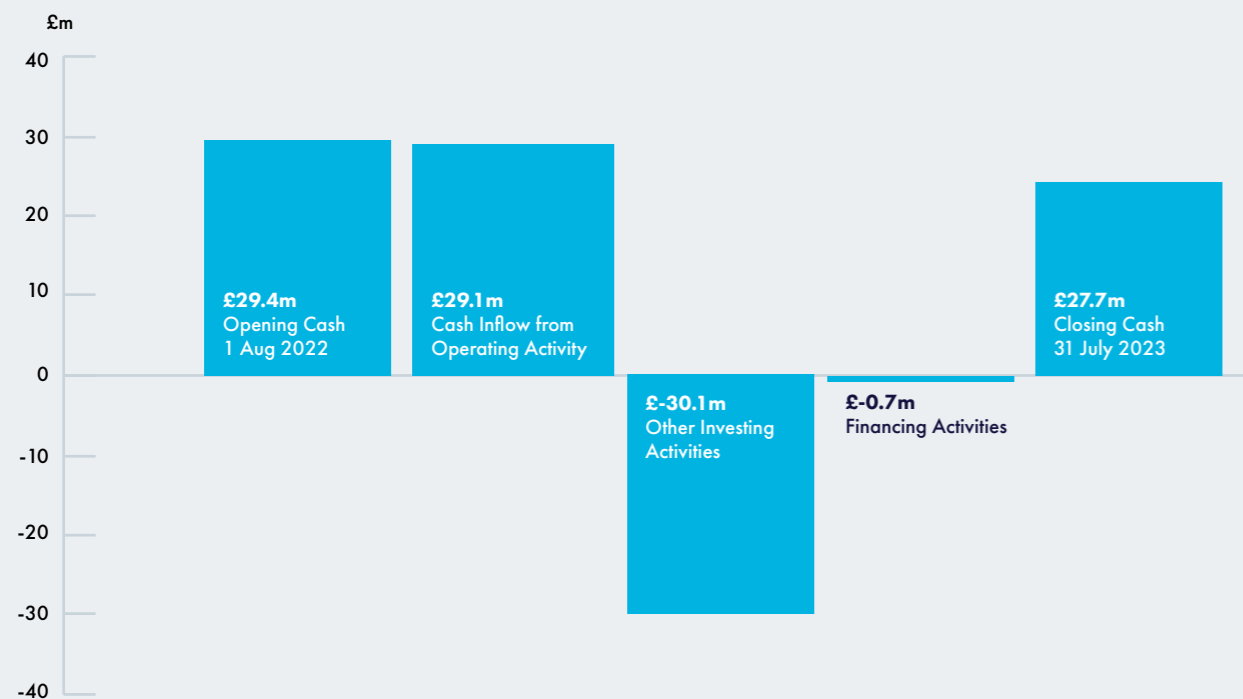 £m
40
30
20
10
0
-10
-20
-30
-40
£29.4m
Opening Cash
1 Aug 2022
£29.1m
Cash Inflow from
Operating Activity
£-30.1m
Other Investing
Activities
£-0.7m
Financing Activities
£27.7m
Closing Cash
31 July 2023